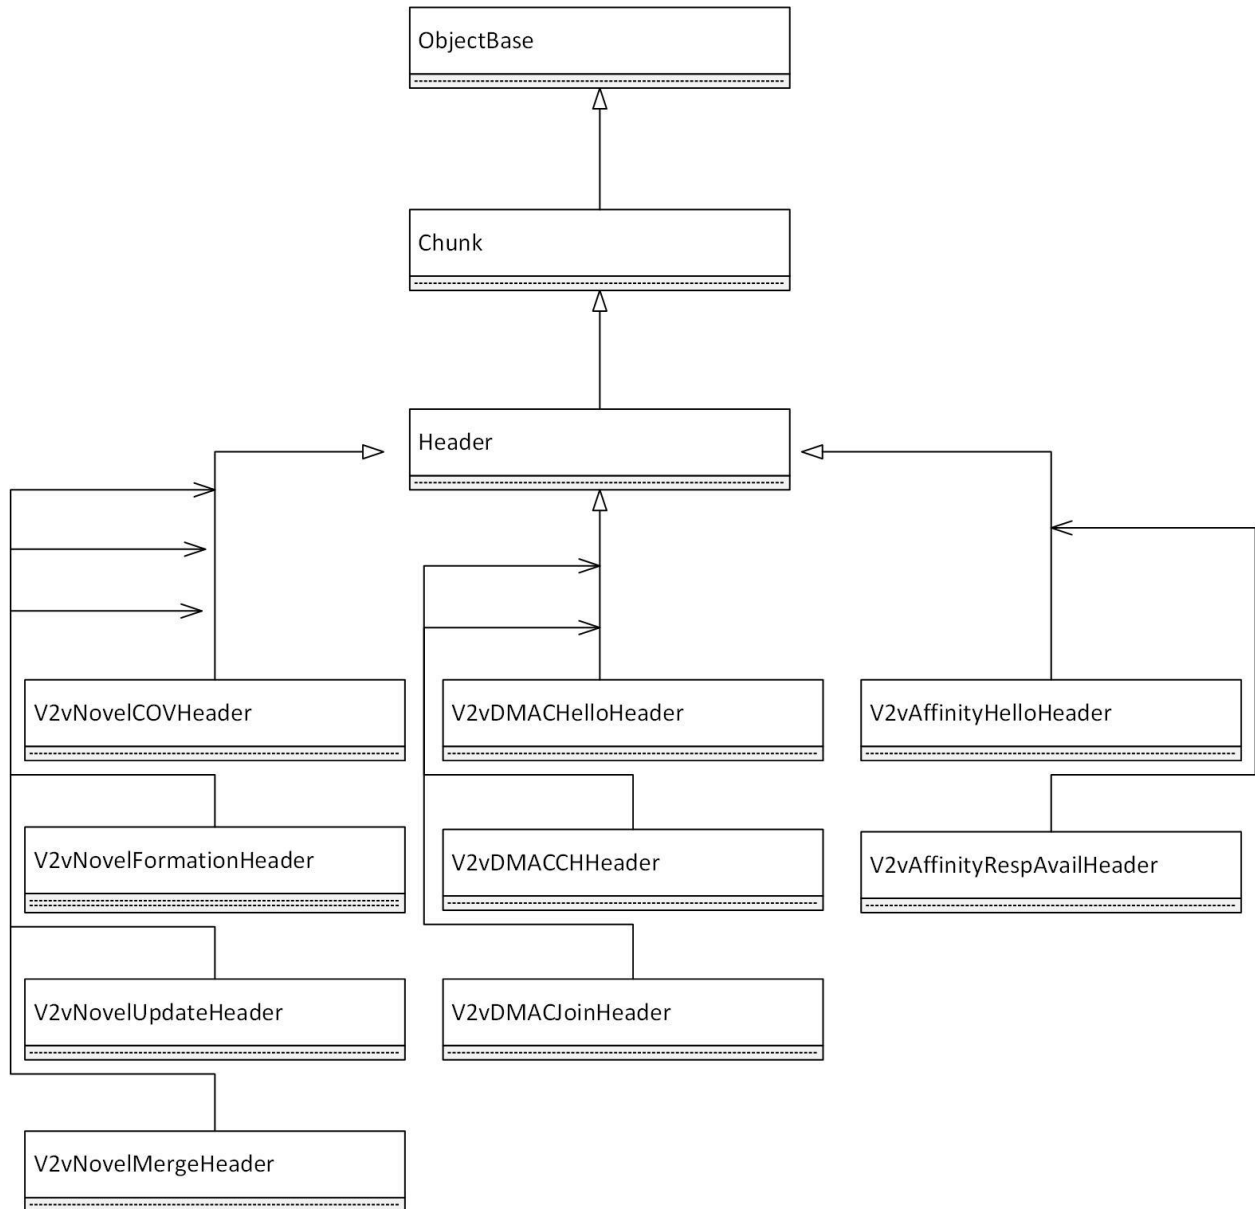 ObjectBase
Chunk
Header
V2vNovelCOVHeader
V2vDMACHelloHeader
V2vAffinityHelloHeader
V2vNovelFormationHeader
V2vDMACCHHeader
V2vAffinityRespAvailHeader
V2vNovelUpdateHeader
V2vDMACJoinHeader
V2vNovelMergeHeader